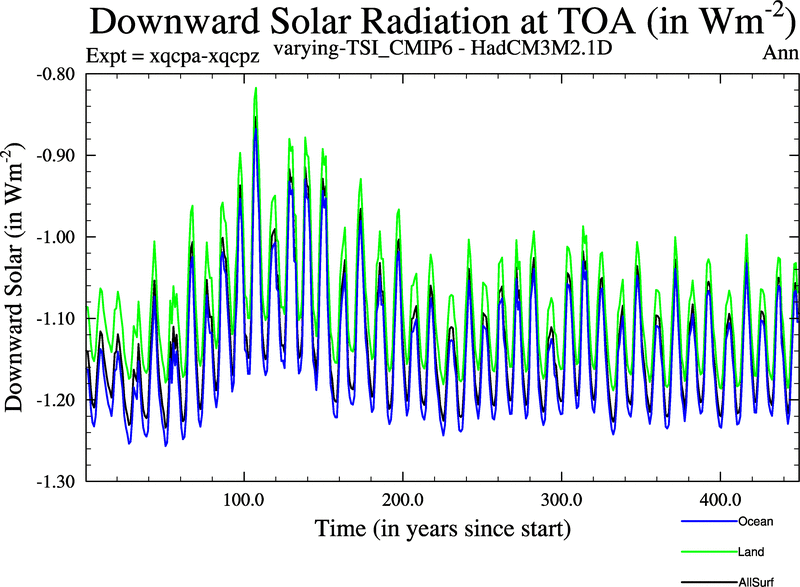 Downward Solar Radiation at TOA (in Wm-2)
Expt = xqcpa-xqcpz varying-TSI_CMIP6 - HadCM3M2.1D Ann
Downward Solar (in Wm-2)
-0.80
-0.90
-1.00
-1.10
-1.20
-1.30
100.0 200.0 300.0 400.0
Time (in years since start)
Ocean
Land
AllSurf